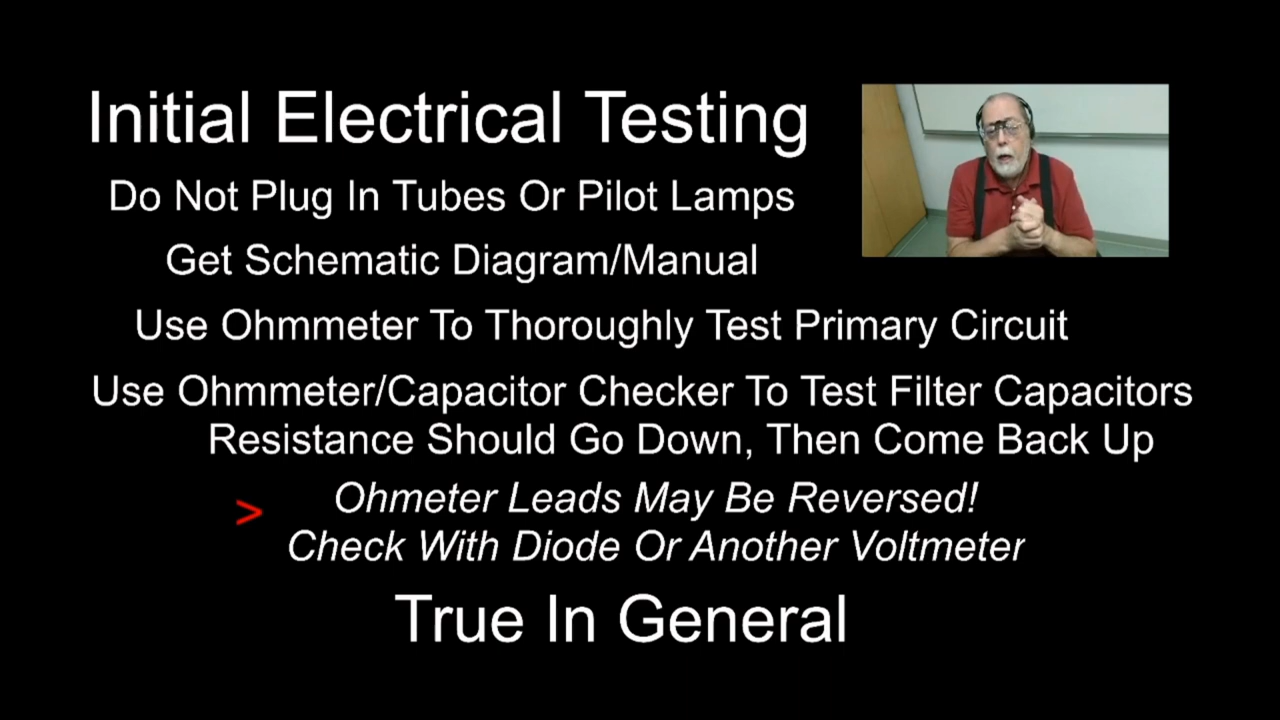 Initial Electrical Testing
Do Not Plug In Tubes Or Pilot Lamps
Get Schematic Diagram/Manual
Use Ohmmeter To Thoroughly Test Primary Circuit
Use Ohmmeter/Capacitor Checker To Test Filter Capacitors
Resistance Should Go Down, Then Come Back Up
> Ohmeter Leads May Be Reversed!
Check With Diode Or Another Voltmeter
True In General